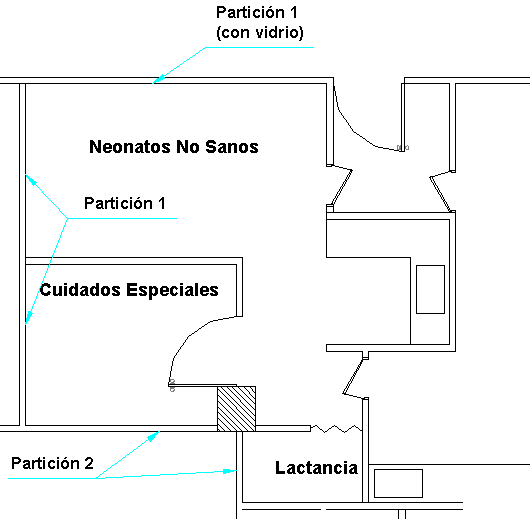 Partición 1
(con vidrio)
Neonatos No Sanos
Partición 1
Cuidados Especiales
Partición 2
Lactancia